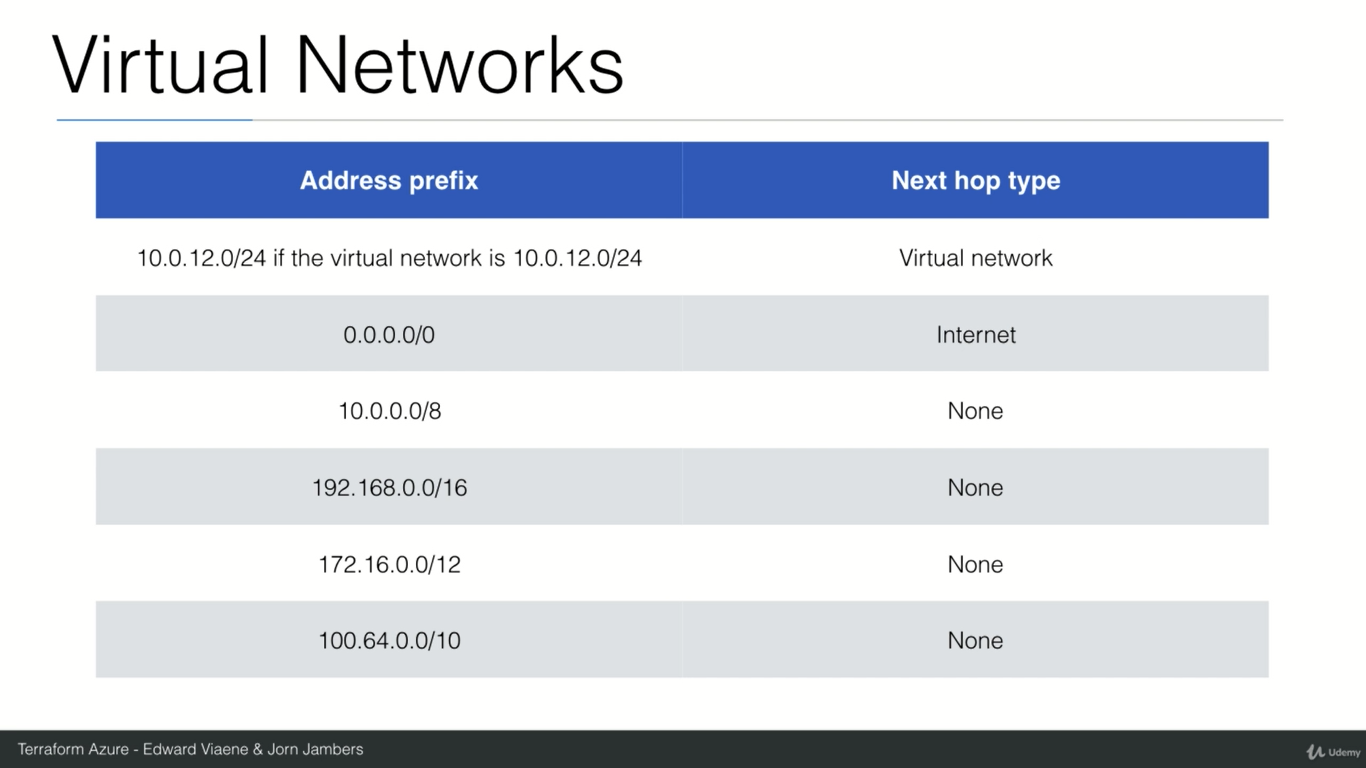 Virtual Networks
Address prefix Next hop type
10.0.12.0/24 if the virtual network is 10.0.12.0/24 Virtual network
0.0.0.0/0 Internet
10.0.0.0/8 None
192.168.0.0/16 None
172.16.0.0/12 None
100.64.0.0/10 None
Terraform Azure - Edward Viaene & Jorn Jambers
Udemy